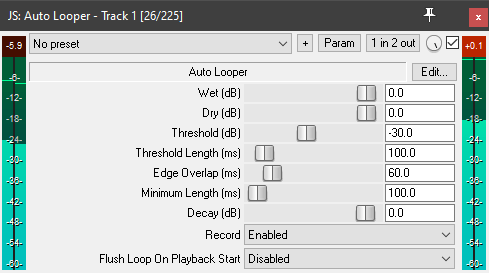 JS: Auto Looper - Track 1 [26/225]
-5.9 No preset + Param 1 in 2 out +0.1
Auto Looper Edit...
Wet (dB) 0.0
Dry (dB) 0.0
Threshold (dB) -30.0
Threshold Length (ms) 100.0
Edge Overlap (ms) 60.0
Minimum Length (ms) 100.0
Decay (dB) 0.0
Record Enabled
Flush Loop On Playback Start Disabled
-6-
-12-
-18-
-24-
-30-
-36-
-42-
-48-
-54-
-60-
-6-
-12-
-18-
-24-
-30-
-36-
-42-
-48-
-54-
-60-